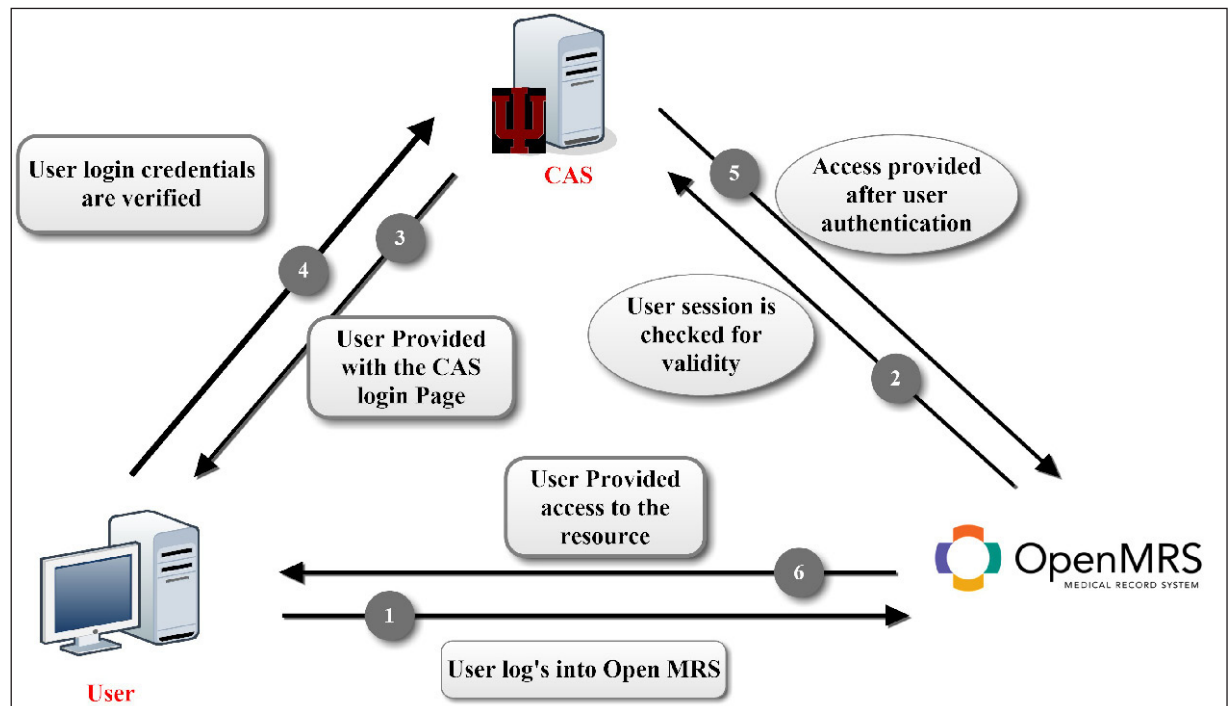 CAS
User login credentials
are verified
5
Access provided
after user
authentication
3
4
User session is
checked for
validity
User Provided
with the CAS
login Page
2
User Provided
access to the
resource
6
OpenMRS
MEDICAL RECORD SYSTEM
1
User log's into Open MRS
User